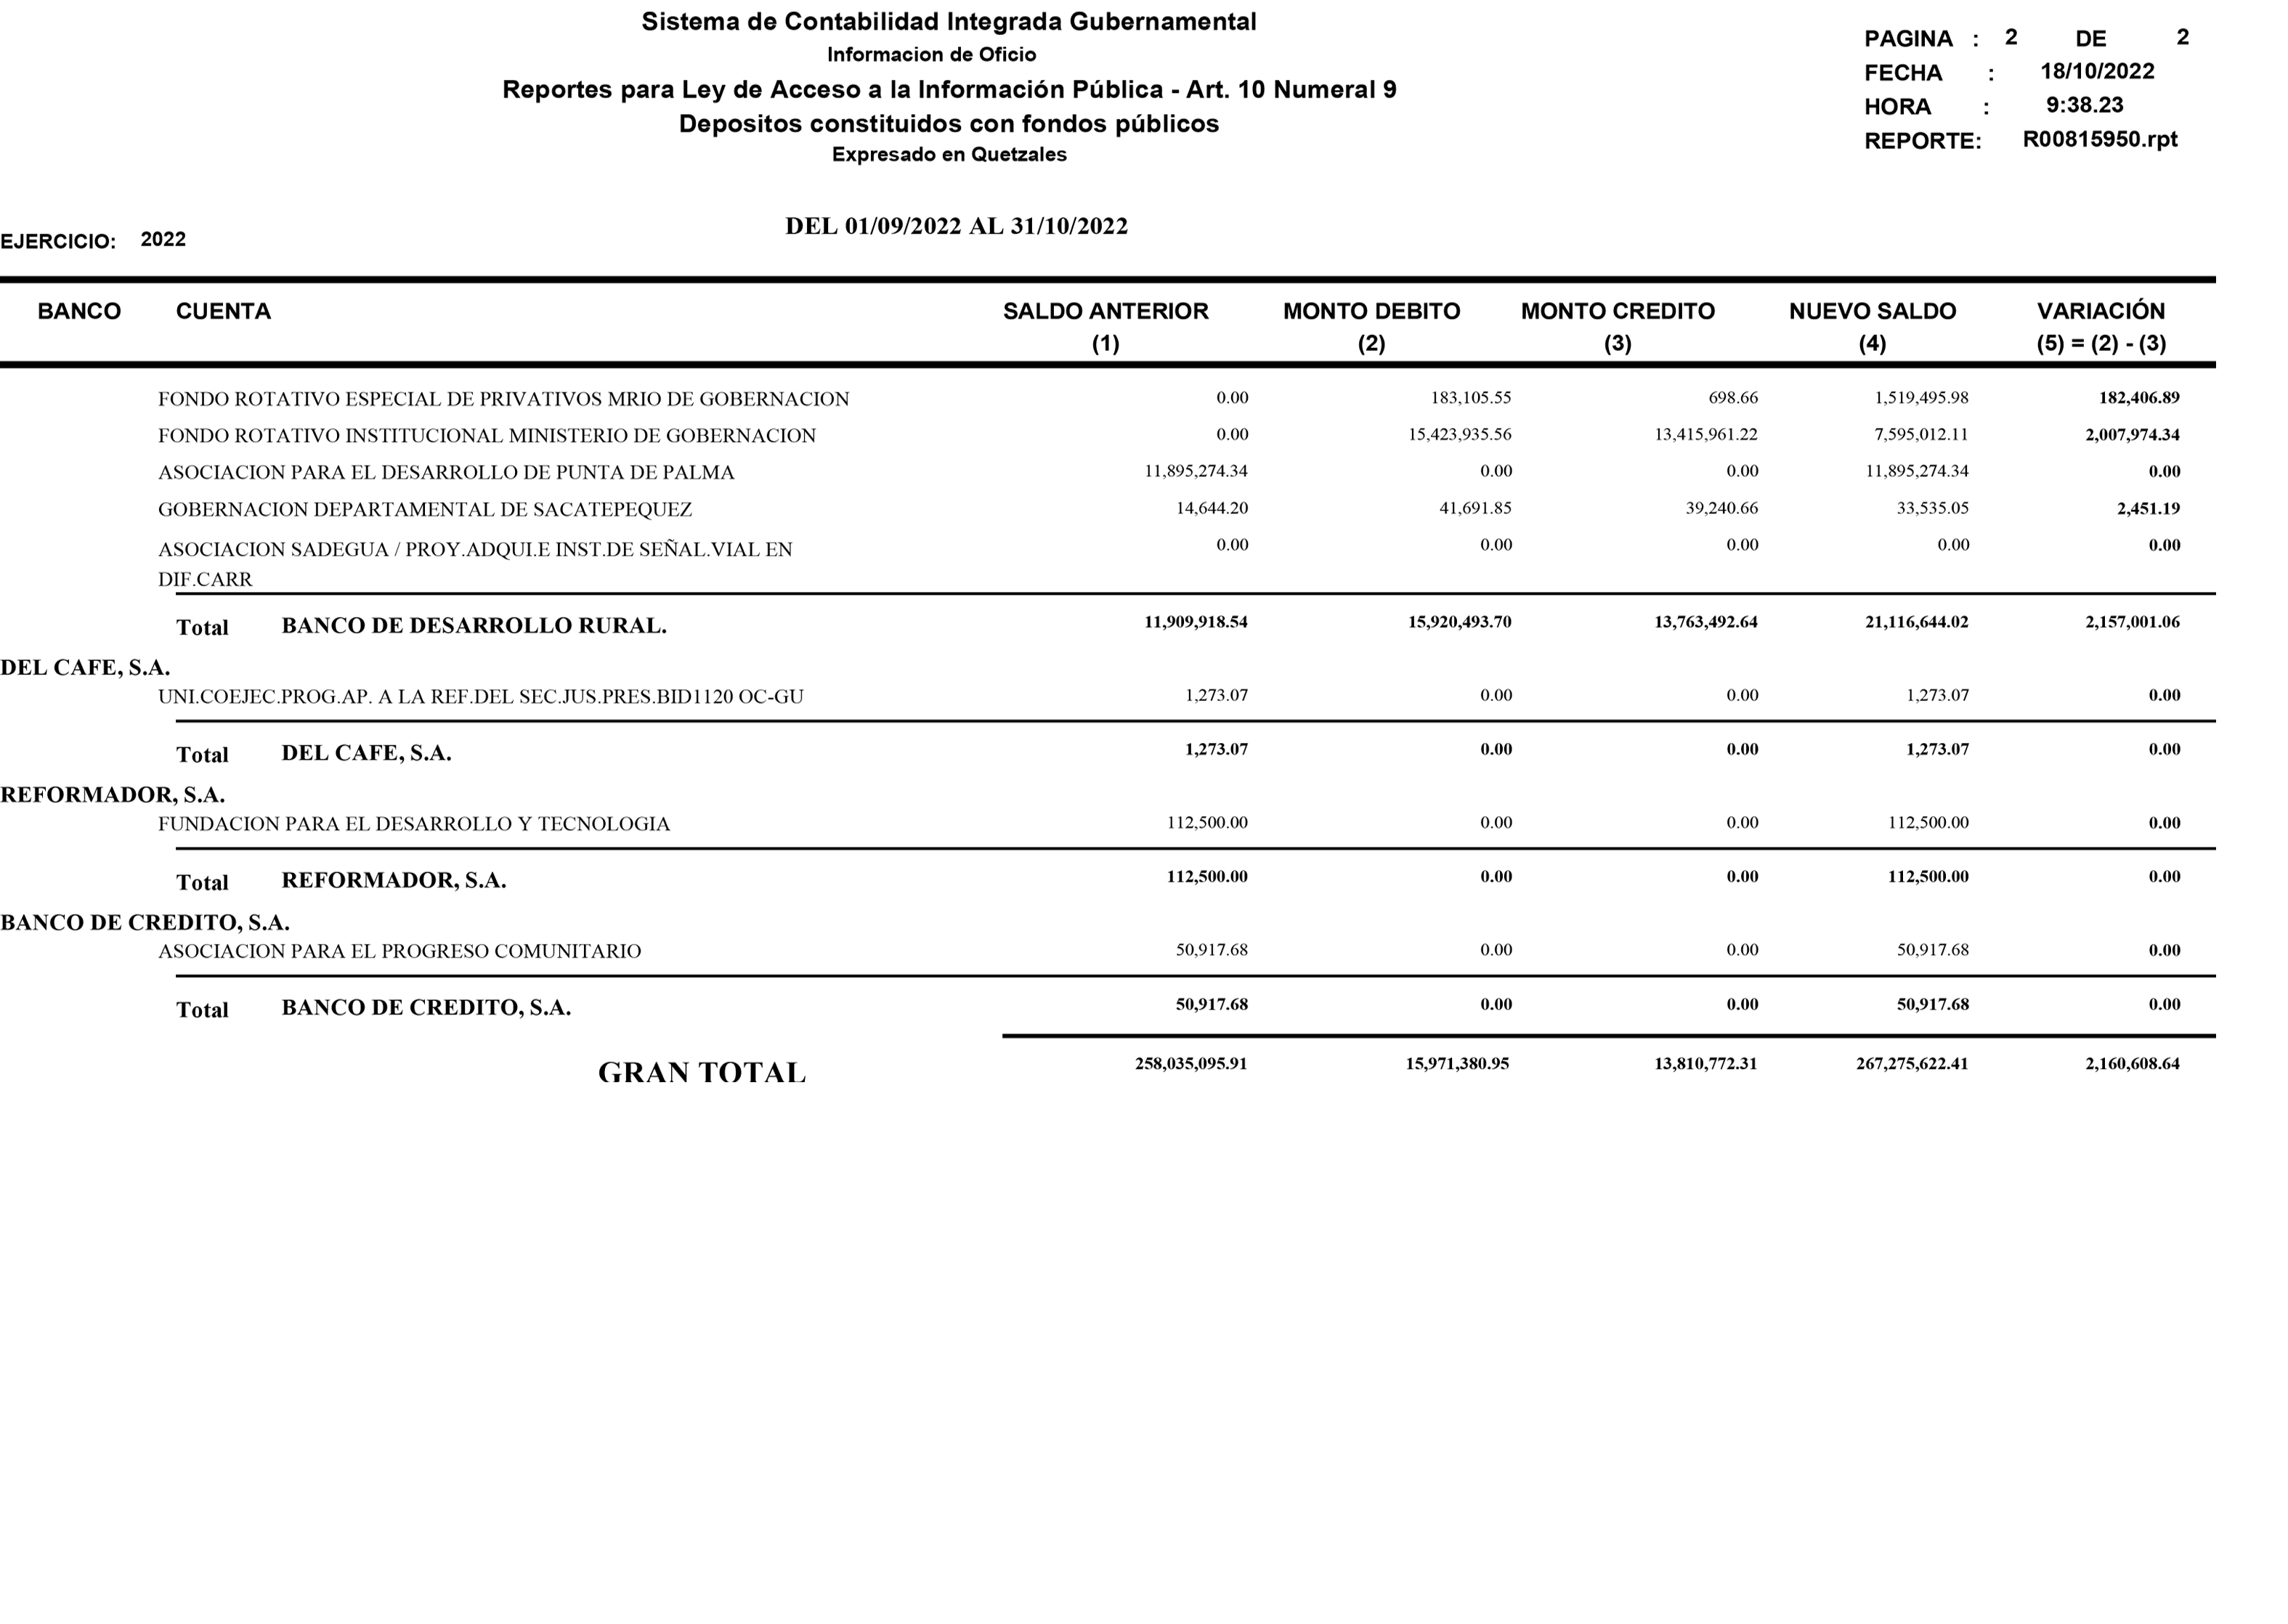 Sistema de Contabilidad Integrada Gubernamental
Informacion de Oficio
Reportes para Ley de Acceso a la Información Pública - Art. 10 Numeral 9
Depositos constituidos con fondos públicos
Expresado en Quetzales
PAGINA : 2 DE 2
FECHA : 18/10/2022
HORA : 9:38.23
REPORTE: R00815950.rpt
DEL 01/09/2022 AL 31/10/2022
EJERCICIO: 2022
BANCO CUENTA SALDO ANTERIOR MONTO DEBITO MONTO CREDITO NUEVO SALDO VARIACIÓN
(1) (2) (3) (4) (5) = (2) - (3)
FONDO ROTATIVO ESPECIAL DE PRIVATIVOS MRIO DE GOBERNACION 0.00 183,105.55 698.66 1,519,495.98 182,406.89
FONDO ROTATIVO INSTITUCIONAL MINISTERIO DE GOBERNACION 0.00 15,423,935.56 13,415,961.22 7,595,012.11 2,007,974.34
ASOCIACION PARA EL DESARROLLO DE PUNTA DE PALMA 11,895,274.34 0.00 0.00 11,895,274.34 0.00
GOBERNACION DEPARTAMENTAL DE SACATEPEQUEZ 14,644.20 41,691.85 39,240.66 33,535.05 2,451.19
ASOCIACION SADEGUA / PROY.ADQUI.E INST.DE SEÑAL.VIAL EN 0.00 0.00 0.00 0.00 0.00
DIF.CARR
Total BANCO DE DESARROLLO RURAL. 11,909,918.54 15,920,493.70 13,763,492.64 21,116,644.02 2,157,001.06
DEL CAFE, S.A.
UNI.COEJEC.PROG.AP. A LA REF.DEL SEC.JUS.PRES.BID1120 OC-GU 1,273.07 0.00 0.00 1,273.07 0.00
Total DEL CAFE, S.A. 1,273.07 0.00 0.00 1,273.07 0.00
REFORMADOR, S.A.
FUNDACION PARA EL DESARROLLO Y TECNOLOGIA 112,500.00 0.00 0.00 112,500.00 0.00
Total REFORMADOR, S.A. 112,500.00 0.00 0.00 112,500.00 0.00
BANCO DE CREDITO, S.A.
ASOCIACION PARA EL PROGRESO COMUNITARIO 50,917.68 0.00 0.00 50,917.68 0.00
Total BANCO DE CREDITO, S.A. 50,917.68 0.00 0.00 50,917.68 0.00
GRAN TOTAL 258,035,095.91 15,971,380.95 13,810,772.31 267,275,622.41 2,160,608.64